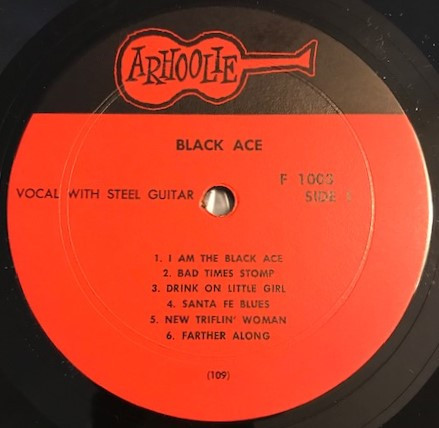 ARHOOLIE
BLACK ACE
F 1003
VOCAL WITH STEEL GUITAR
SIDE 1
1. I AM THE BLACK ACE
2. BAD TIMES STOMP
3. DRINK ON LITTLE GIRL
4. SANTA FE BLUES
5. NEW TRIFLIN' WOMAN
6. FARTHER ALONG
(109)